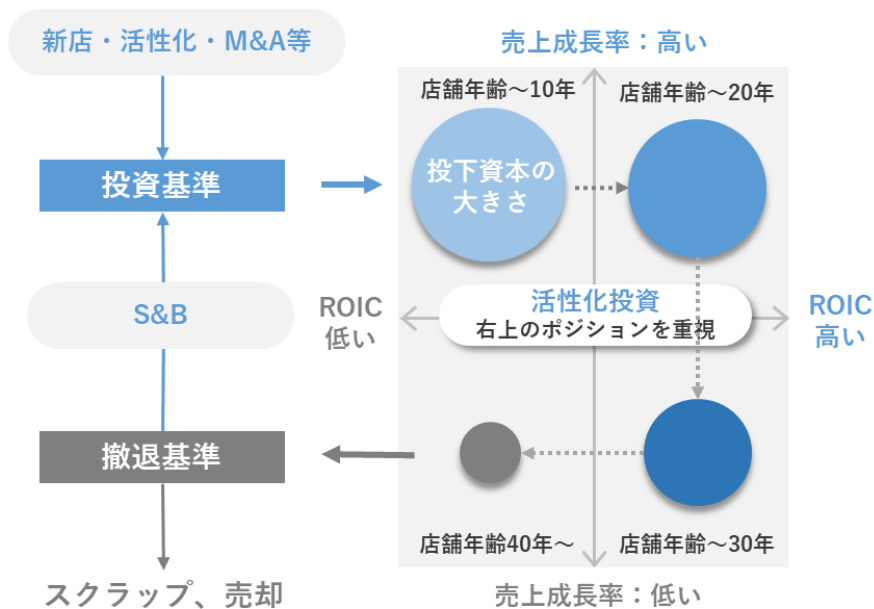 新店・活性化・M&A等
投資基準
S&B
撤退基準
スクラップ、売却
売上成長率：高い
店舗年齢～10年
店舗年齢～20年
投下資本の
大きさ
ROIC
低い
活性化投資
右上のポジションを重視
ROIC
高い
店舗年齢40年～
店舗年齢～30年
売上成長率：低い